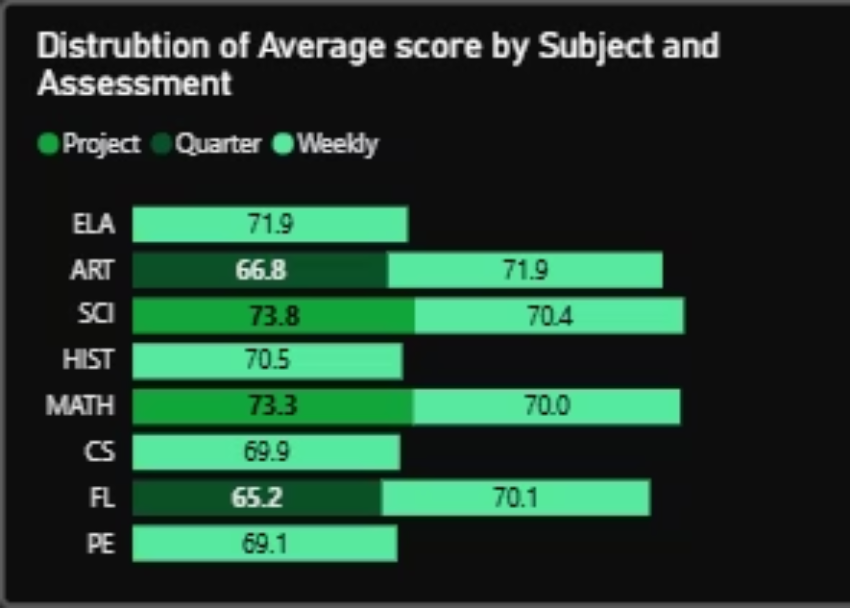 Distrubtion of Average score by Subject and
Assessment
Project Quarter Weekly
ELA 71.9
ART 66.8 71.9
SCI 73.8 70.4
HIST 70.5
MATH 73.3 70.0
CS 69.9
FL 65.2 70.1
PE 69.1